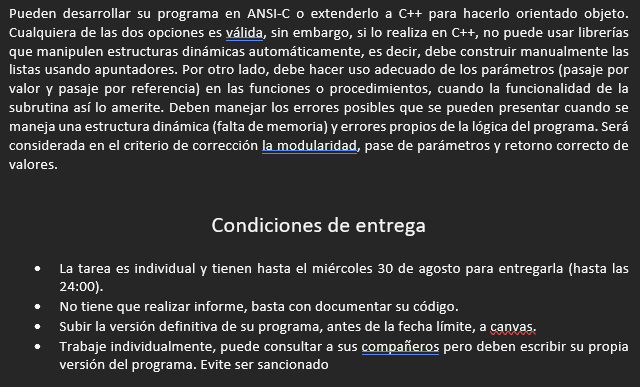 Pueden desarrollar su programa en ANSI-C o extenderlo a C++ para hacerlo orientado objeto.
Cualquiera de las dos opciones es válida, sin embargo, si lo realiza en C++, no puede usar librerías
que manipulen estructuras dinámicas automáticamente, es decir, debe construir manualmente las
listas usando apuntadores. Por otro lado, debe hacer uso adecuado de los parámetros (pasaje por
valor y pasaje por referencia) en las funciones o procedimientos, cuando la funcionalidad de la
subrutina así lo amerite. Deben manejar los errores posibles que se pueden presentar cuando se
maneja una estructura dinámica (falta de memoria) y errores propios de la lógica del programa. Será
considerada en el criterio de corrección la modularidad, pase de parámetros y retorno correcto de
valores.
Condiciones de entrega
• La tarea es individual y tienen hasta el miércoles 30 de agosto para entregarla (hasta las
24:00).
• No tiene que realizar informe, basta con documentar su código.
• Subir la versión definitiva de su programa, antes de la fecha límite, a canvas.
• Trabaje individualmente, puede consultar a sus compañeros pero deben escribir su propia
versión del programa. Evite ser sancionado